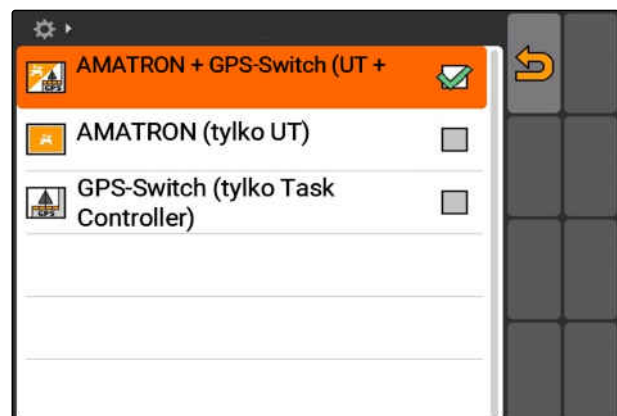 AMATRON + GPS-Switch (UT +
AMATRON (tylko UT)
GPS-Switch (tylko Task
Controller)